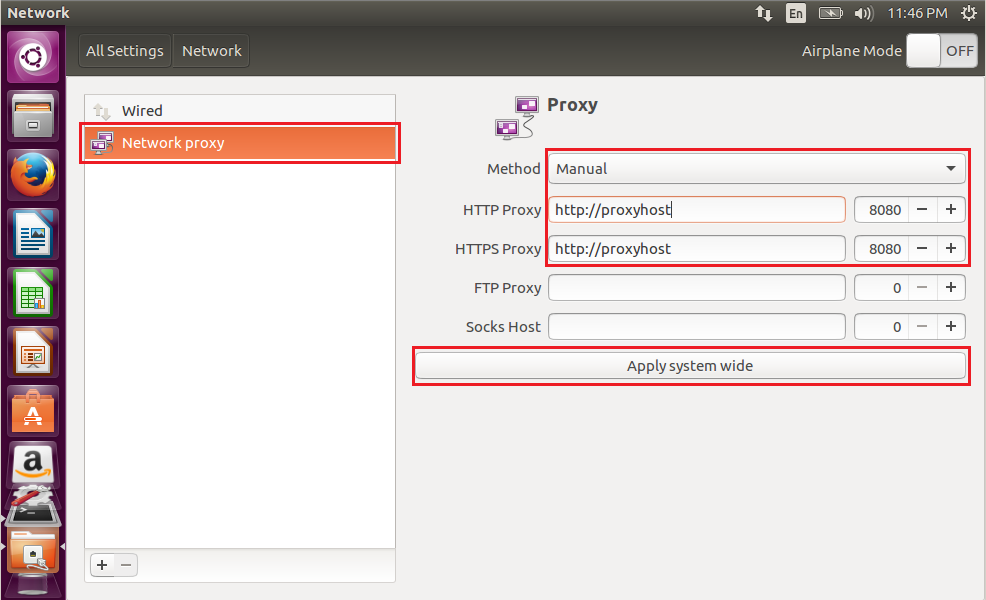 Network
En
11:46 PM
All Settings
Network
Airplane Mode
OFF
Wired
Network proxy
Proxy
Method
Manual
HTTP Proxy
http://proxyhost
8080 − +
HTTPS Proxy
http://proxyhost
8080 − +
FTP Proxy
0 − +
Socks Host
0 − +
Apply system wide
+ −
A
a
>_